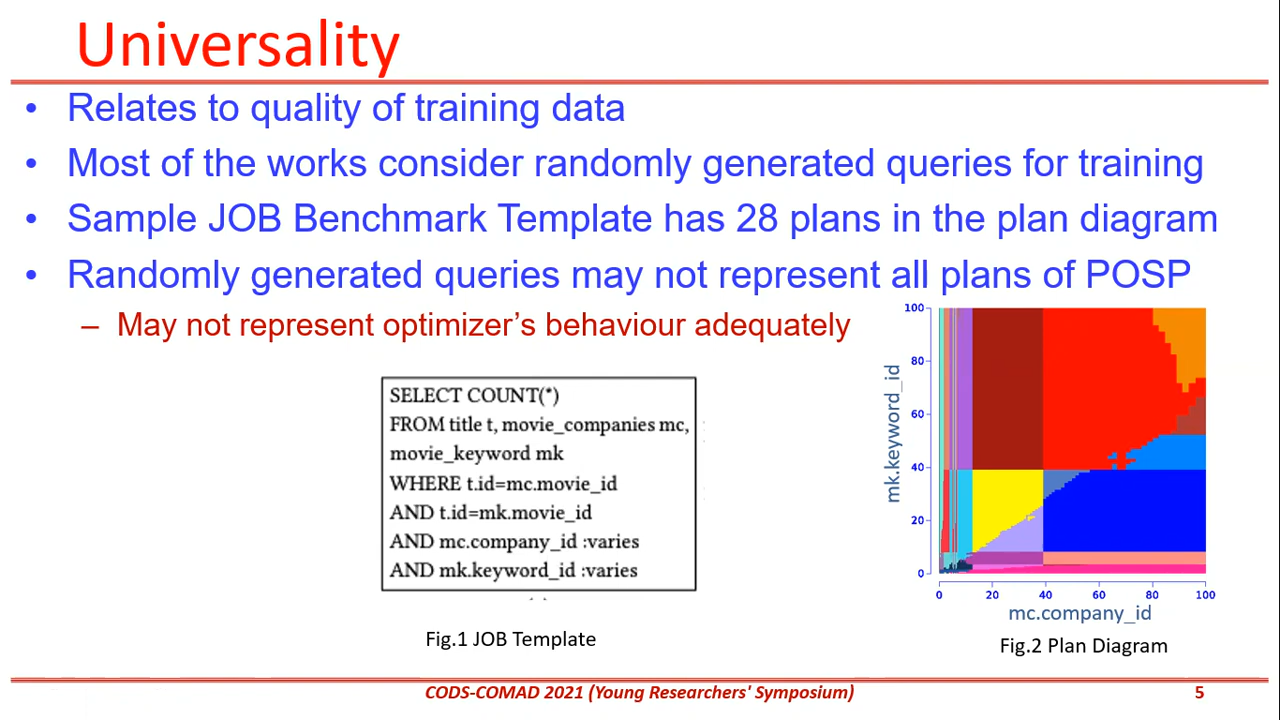 Universality
• Relates to quality of training data
• Most of the works consider randomly generated queries for training
• Sample JOB Benchmark Template has 28 plans in the plan diagram
• Randomly generated queries may not represent all plans of POSP
– May not represent optimizer's behaviour adequately
SELECT COUNT(*)
FROM title t, movie_companies mc,
movie_keyword mk
WHERE t.id=mc.movie_id
AND t.id=mk.movie_id
AND mc.company_id :varies
AND mk.keyword_id :varies
Fig.1 JOB Template
mk.keyword_id
100
80
60
40
20
0
0 20 40 60 80 100
mc.company_id
Fig.2 Plan Diagram
CODS-COMAD 2021 (Young Researchers' Symposium)
5